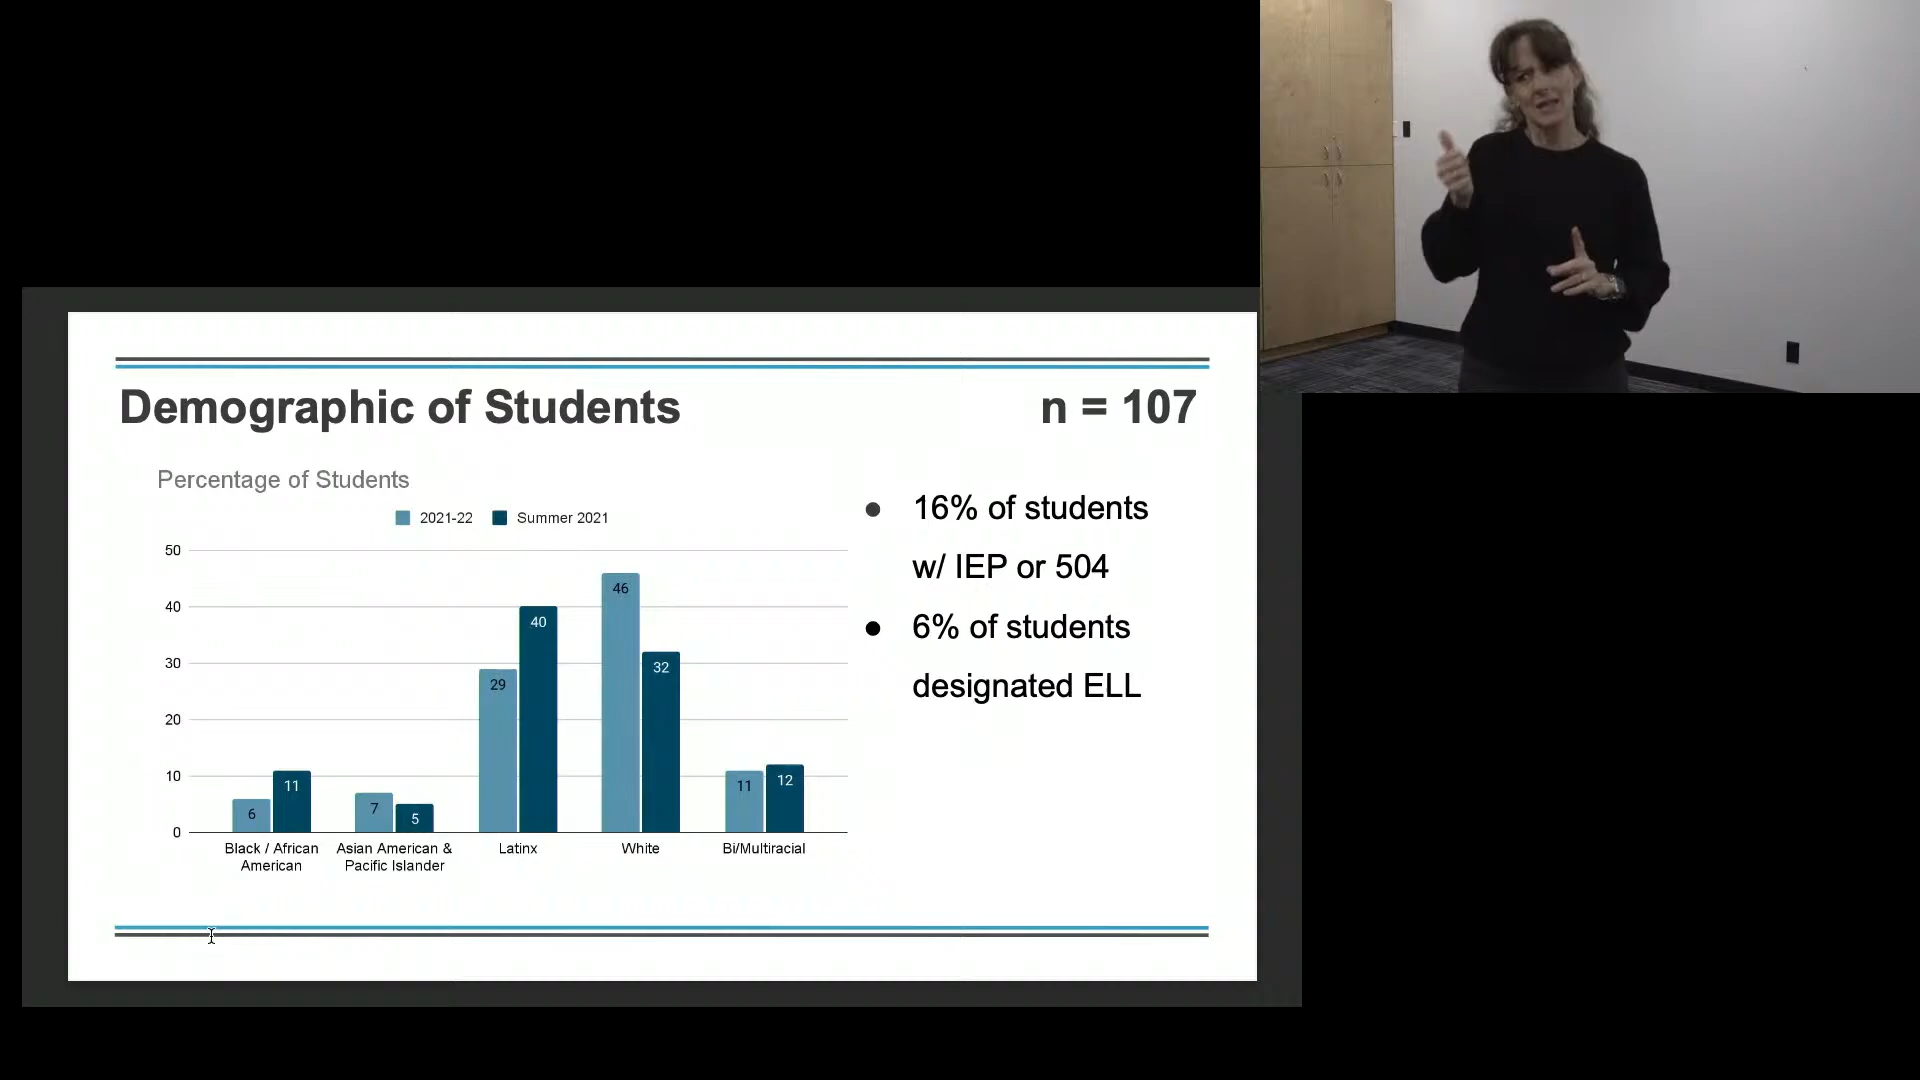 Demographic of Students
n = 107
Percentage of Students
2021-22
Summer 2021
50
40
30
20
10
0
6
11
7
5
29
40
46
32
11
12
Black / African
American
Asian American &
Pacific Islander
Latinx
White
Bi/Multiracial
16% of students
w/ IEP or 504
6% of students
designated ELL